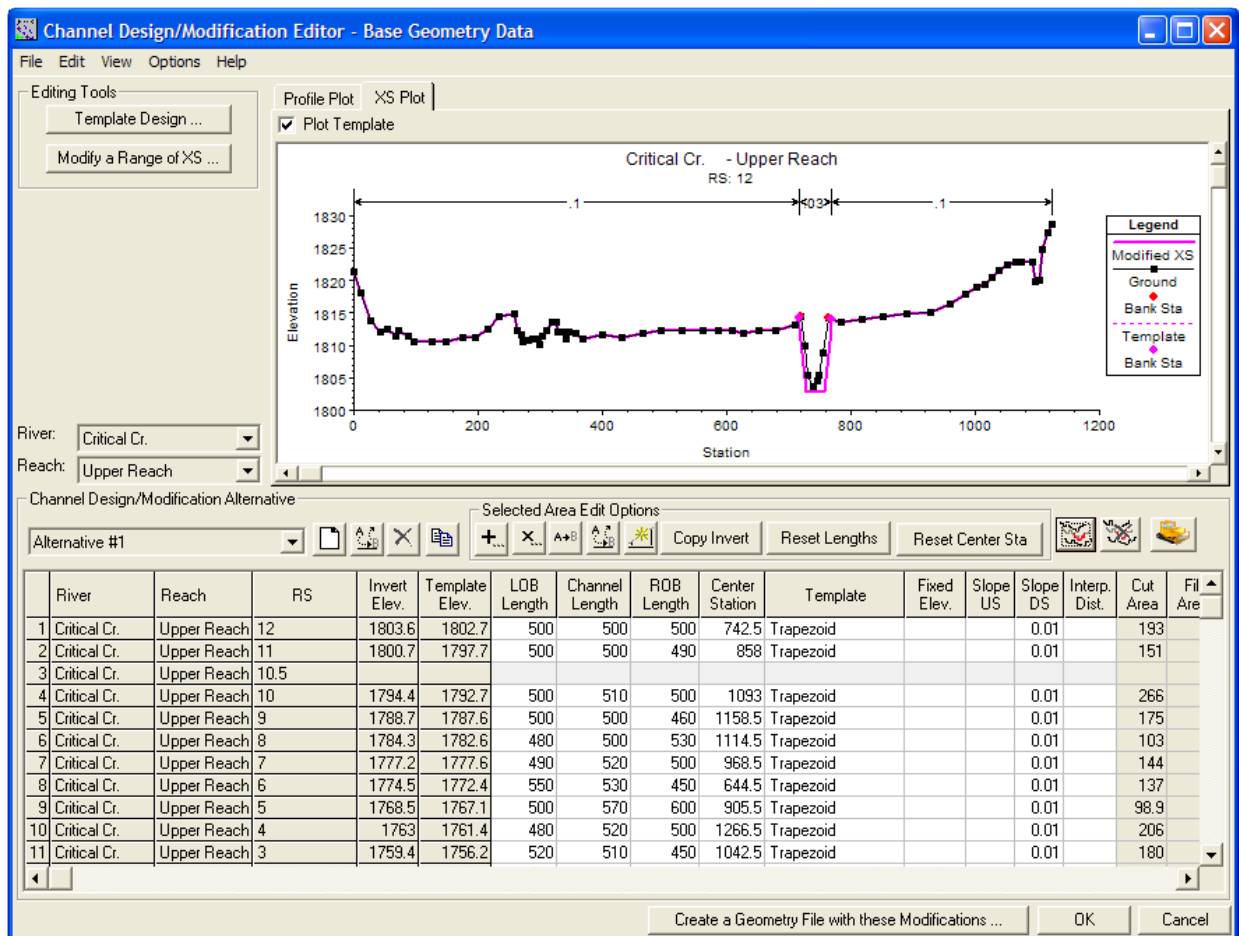 Channel Design/Modification Editor - Base Geometry Data
File Edit View Options Help
Editing Tools
Template Design ...
Modify a Range of XS ...
Profile Plot XS Plot
Plot Template
Critical Cr. - Upper Reach
RS: 12
.1 .03 .1
1830
1825
1820
1815
1810
1805
1800
Elevation
0 200 400 600 800 1000 1200
Station
Legend
Modified XS
Ground
Bank Sta
Template
Bank Sta
River: Critical Cr.
Reach: Upper Reach
Channel Design/Modification Alternative
Alternative #1
Selected Area Edit Options
+... x... A→B A B Copy Invert Reset Lengths Reset Center Sta
River Reach RS Invert Elev. Template Elev. LOB Length Channel Length ROB Length Center Station Template Fixed Elev. Slope US Slope DS Interp. Dist. Cut Area Fil Are
1 Critical Cr. Upper Reach 12 1803.6 1802.7 500 500 500 742.5 Trapezoid 0.01 193
2 Critical Cr. Upper Reach 11 1800.7 1797.7 500 500 490 858 Trapezoid 0.01 151
3 Critical Cr. Upper Reach 10.5
4 Critical Cr. Upper Reach 10 1794.4 1792.7 500 510 500 1093 Trapezoid 0.01 266
5 Critical Cr. Upper Reach 9 1788.7 1787.6 500 500 460 1158.5 Trapezoid 0.01 175
6 Critical Cr. Upper Reach 8 1784.3 1782.6 480 500 530 1114.5 Trapezoid 0.01 103
7 Critical Cr. Upper Reach 7 1777.2 1777.6 490 520 500 968.5 Trapezoid 0.01 144
8 Critical Cr. Upper Reach 6 1774.5 1772.4 550 530 450 644.5 Trapezoid 0.01 137
9 Critical Cr. Upper Reach 5 1768.5 1767.1 500 570 600 905.5 Trapezoid 0.01 98.9
10 Critical Cr. Upper Reach 4 1763 1761.4 480 520 500 1266.5 Trapezoid 0.01 206
11 Critical Cr. Upper Reach 3 1759.4 1756.2 520 510 450 1042.5 Trapezoid 0.01 180
Create a Geometry File with these Modifications ... OK Cancel